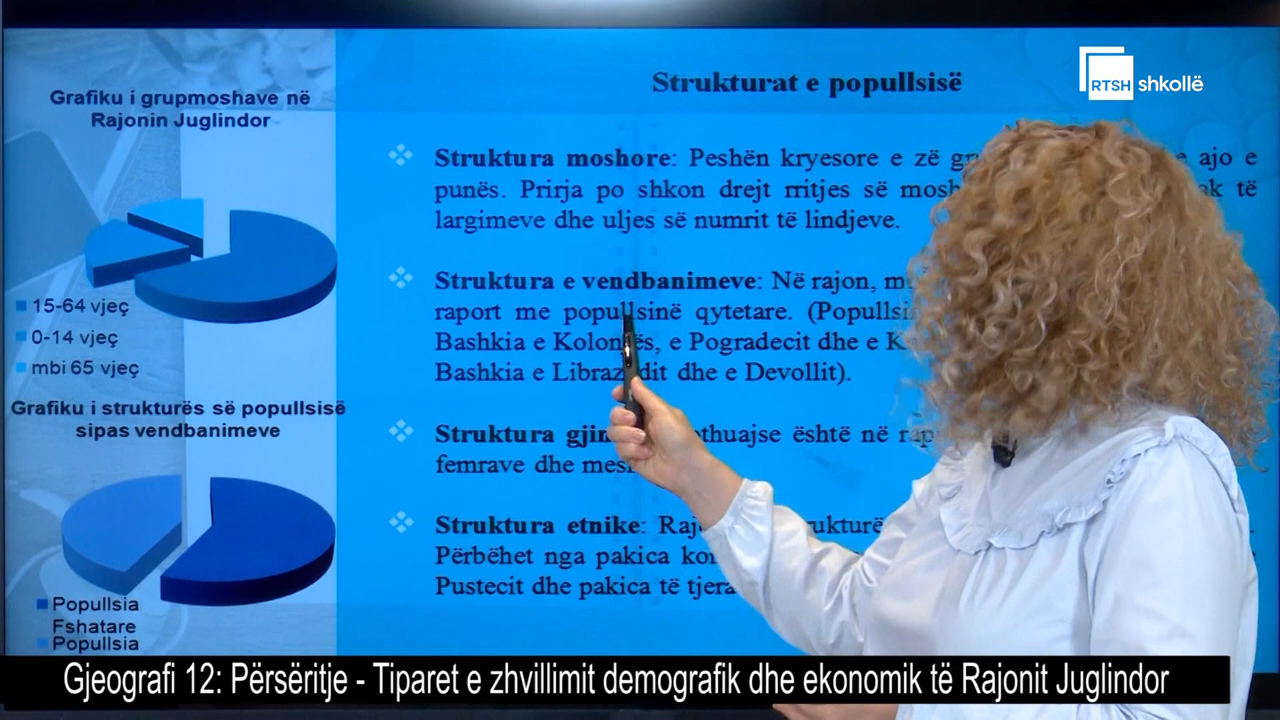 Grafiku i grupmoshave në
Rajonin Juglindor
15-64 vjeç
0-14 vjeç
mbi 65 vjeç
Grafiku i strukturës së popullsisë
sipas vendbanimeve
Popullsia
Fshatare
Popullsia
RTSH shkollë
Strukturat e popullsisë
Struktura moshore: Peshën kryesore e zë ajo e
punës. Prirja po shkon drejt rritjes së të
largimeve dhe uljes së numrit të lindjeve.
Struktura e vendbanimeve: Në rajon,
raport me popullsinë qytetare.
Bashkia e Kolonjës, e Pogradecit dhe e
Bashkia e Librazhdit dhe e Devollit).
Struktura është në
femrave dhe
Struktura etnike:
Përbëhet nga pakica
Pustecit dhe pakica të tjera
Gjeografi 12: Përsëritje - Tiparet e zhvillimit demografik dhe ekonomik të Rajonit Juglindor